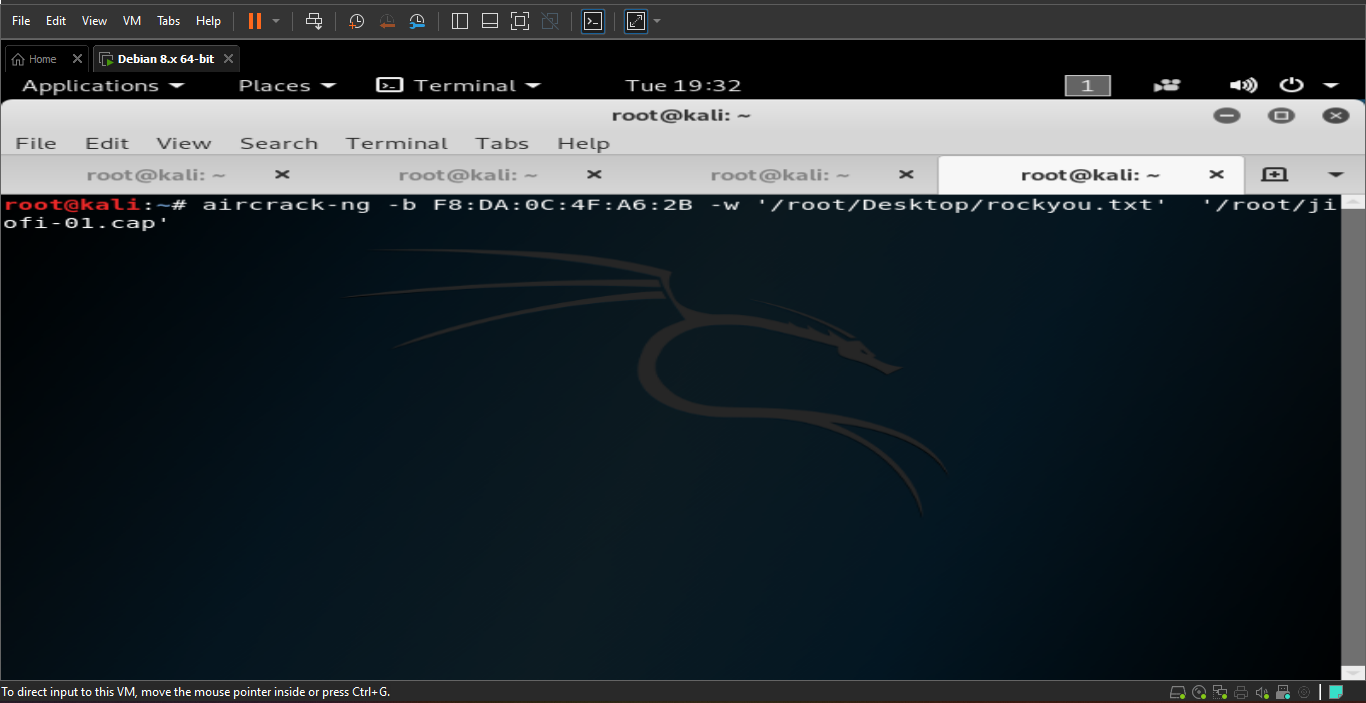 File Edit View VM Tabs Help
Home Debian 8.x 64-bit
Applications Places Terminal Tue 19:32 1
root@kali: ~
File Edit View Search Terminal Tabs Help
root@kali: ~ root@kali: ~ root@kali: ~ root@kali: ~
root@kali:~# aircrack-ng -b F8:DA:0C:4F:A6:2B -w '/root/Desktop/rockyou.txt'  '/root/ji
ofi-01.cap'
To direct input to this VM, move the mouse pointer inside or press Ctrl+G.